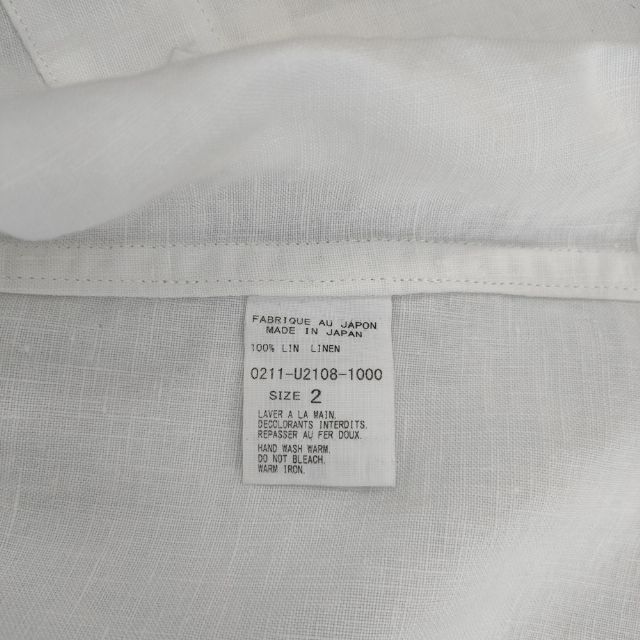 FABRIQUE AU JAPON
MADE IN JAPAN
100% LIN LINEN
0211-U2108-1000
SIZE 2
LAVER A LA MAIN.
DECOLORANTS INTERDITS.
REPASSER AU FER DOUX.
HAND WASH WARM.
DO NOT BLEACH.
WARM IRON.